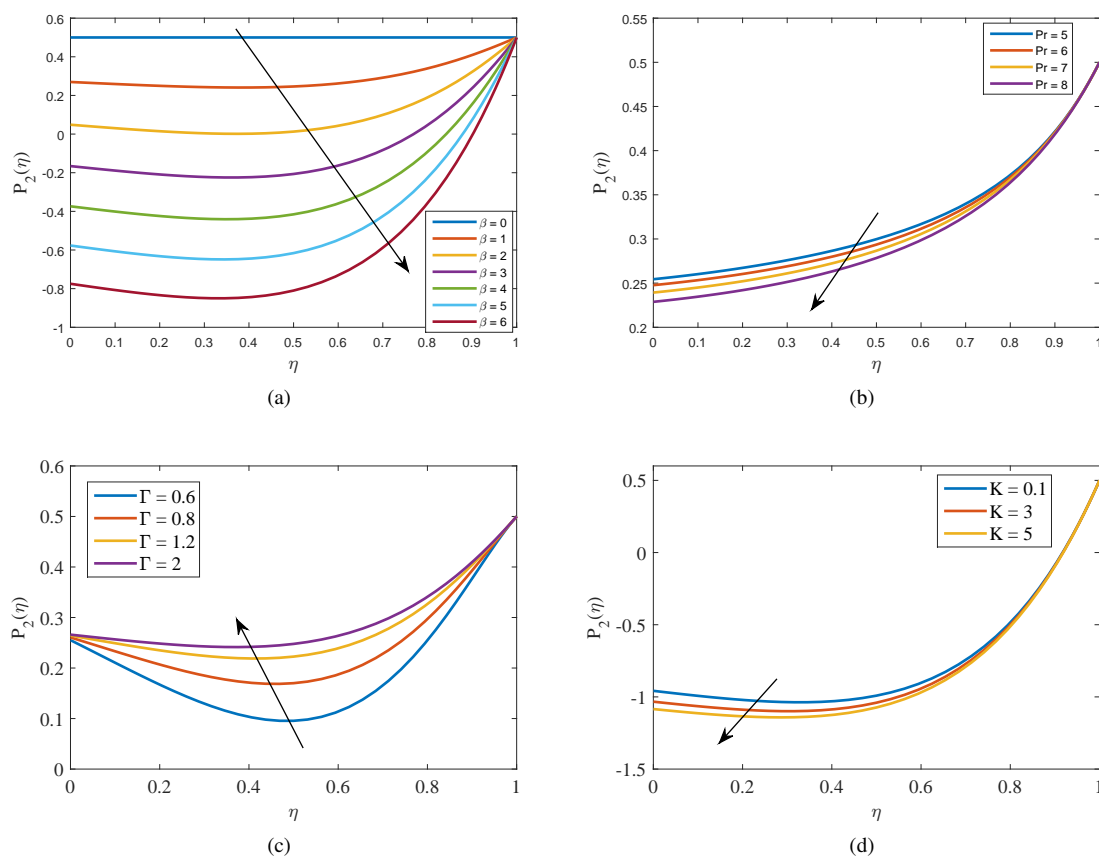 0.6
0.4
0.2
0
-0.2
-0.4
-0.6
-0.8
-1
P₂(η)
0 0.1 0.2 0.3 0.4 0.5 0.6 0.7 0.8 0.9 1
η
β = 0
β = 1
β = 2
β = 3
β = 4
β = 5
β = 6
(a)
0.55
0.5
0.45
0.4
0.35
0.3
0.25
0.2
P₂(η)
0 0.1 0.2 0.3 0.4 0.5 0.6 0.7 0.8 0.9 1
η
Pr = 5
Pr = 6
Pr = 7
Pr = 8
(b)
0.6
0.5
0.4
0.3
0.2
0.1
0
P₂(η)
0 0.2 0.4 0.6 0.8 1
η
Γ = 0.6
Γ = 0.8
Γ = 1.2
Γ = 2
(c)
0.5
0
-0.5
-1
-1.5
P₂(η)
0 0.2 0.4 0.6 0.8 1
η
K = 0.1
K = 3
K = 5
(d)